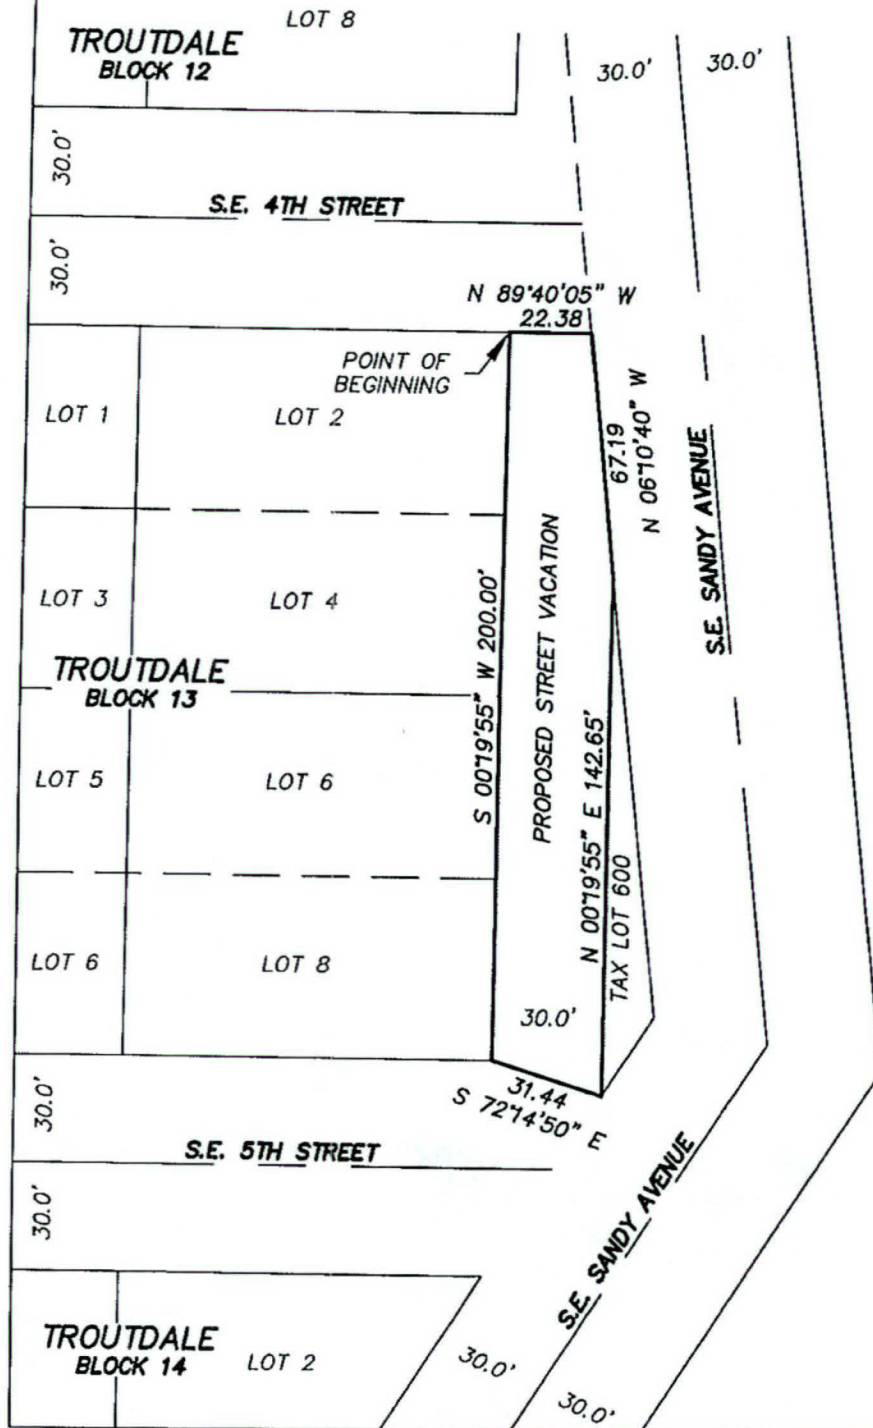 LOT 8
TROUTDALE
BLOCK 12
30.0'
30.0'
30.0'
S.E. 4TH STREET
30.0'
N 89°40'05" W
22.38
POINT OF
BEGINNING
LOT 1
LOT 2
67.19
N 06°10'40" W
S.E. SANDY AVENUE
LOT 3
LOT 4
PROPOSED STREET VACATION
S 00°19'55" W 200.00'
TROUTDALE
BLOCK 13
LOT 5
LOT 6
N 00°19'55" E 142.65'
TAX LOT 600
LOT 6
LOT 8
30.0'
31.44
S 72°14'50" E
30.0'
S.E. 5TH STREET
30.0'
S.E. SANDY AVENUE
TROUTDALE
BLOCK 14
LOT 2
30.0'
30.0'